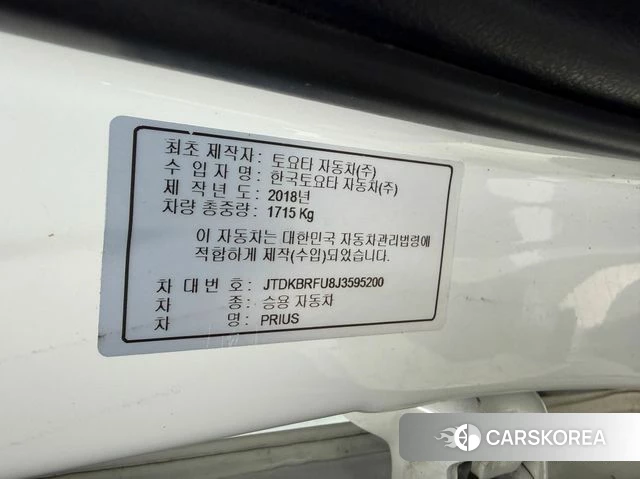 최초 제작자 : 토요타 자동차(주)
수 입 자 명 : 한국토요타 자동차(주)
제 작 년 도 : 2018년
차량 총중량 : 1715 Kg
이 자동차는 대한민국 자동차관리법령에
적합하게 제작(수입)되었습니다.
차 대 번 호 : JTDKBRFU8J3595200
차 종 : 승용 자동차
차 명 : PRIUS
CARSKOREA